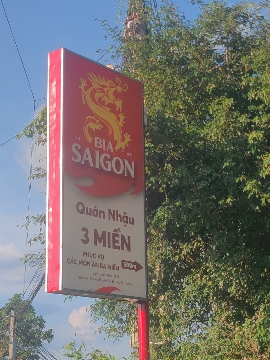 BIA
SAIGON
Quán Nhậu
3 MIỀN
PHỤC VỤ
CÁC MÓN ĂN BA MIỀN